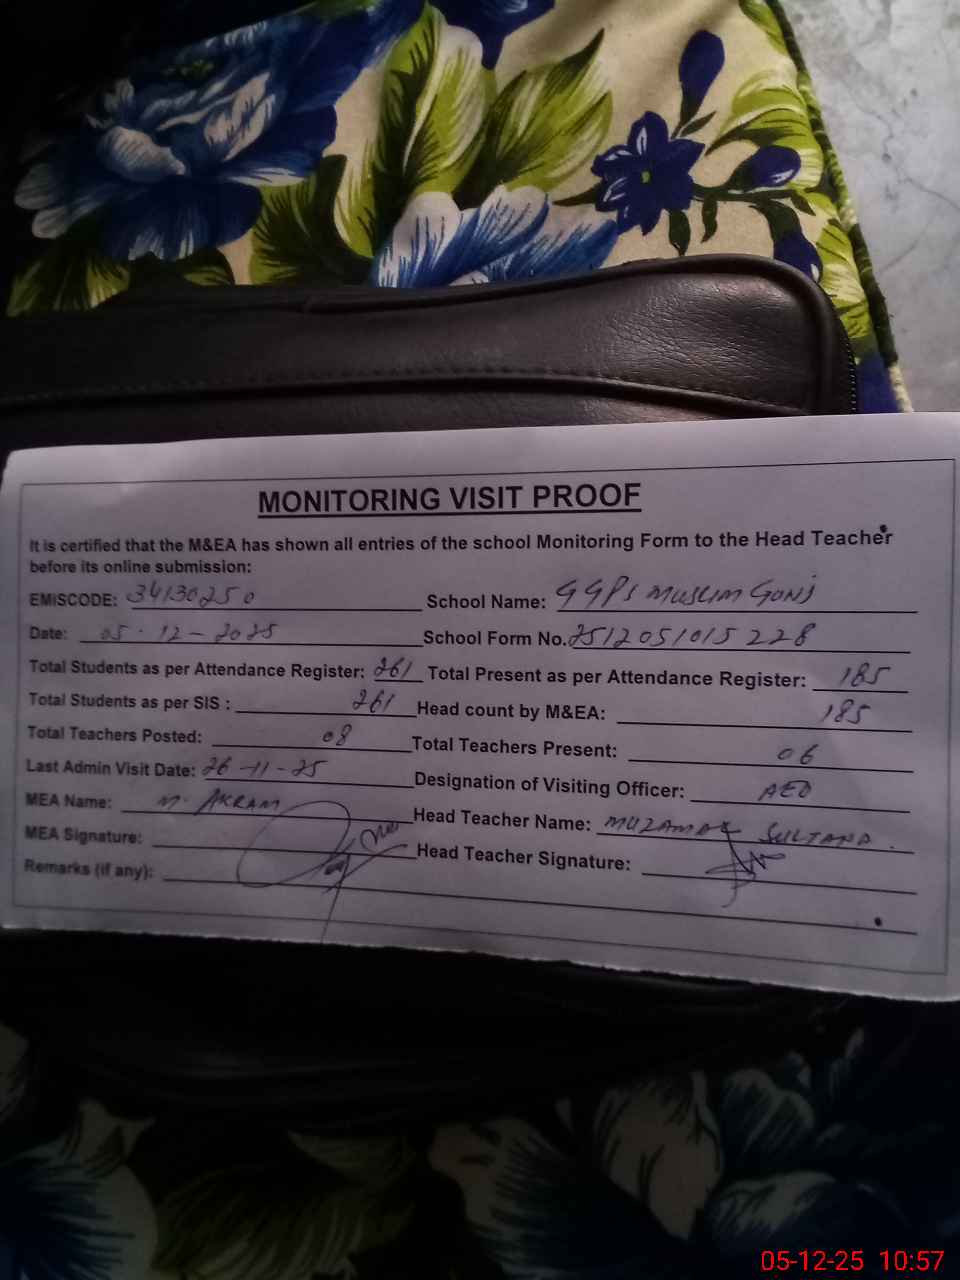 MONITORING VISIT PROOF
It is certified that the M&EA has shown all entries of the school Monitoring Form to the Head Teacher
before its online submission:
EMISCODE: 34130250 School Name: GGPS MUSLIM GONJ
Date: 05-12-2025 School Form No. 2512051015228
Total Students as per Attendance Register: 261 Total Present as per Attendance Register: 185
Total Students as per SIS : 261 Head count by M&EA: 185
Total Teachers Posted: 08 Total Teachers Present: 06
Last Admin Visit Date: 26-11-25 Designation of Visiting Officer: AEO
MEA Name: M. AKRAM Head Teacher Name: SULTANA
MEA Signature: Head Teacher Signature:
Remarks (if any):
05-12-25 10:57